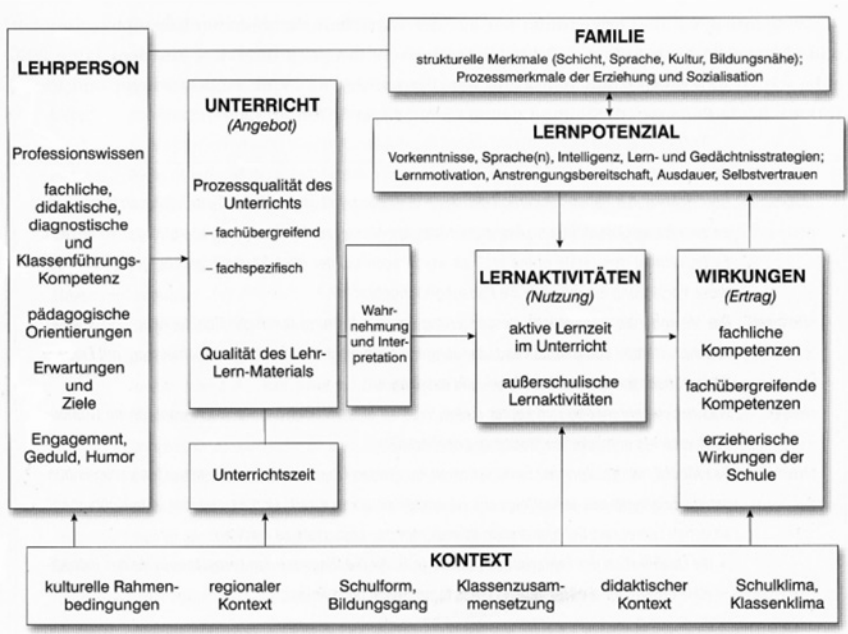 FAMILIE
strukturelle Merkmale (Schicht, Sprache, Kultur, Bildungsnähe);
Prozessmerkmale der Erziehung und Sozialisation
LEHRPERSON
Professionswissen
fachliche,
didaktische,
diagnostische
und
Klassenführungs-
Kompetenz
pädagogische
Orientierungen
Erwartungen
und
Ziele
Engagement,
Geduld, Humor
UNTERRICHT
(Angebot)
Prozessqualität des
Unterrichts
– fachübergreifend
– fachspezifisch
Qualität des Lehr-
Lern-Materials
Unterrichtszeit
Wahr-
nehmung
und Inter-
pretation
LERNPOTENZIAL
Vorkenntnisse, Sprache(n), Intelligenz, Lern- und Gedächtnisstrategien;
Lernmotivation, Anstrengungsbereitschaft, Ausdauer, Selbstvertrauen
LERNAKTIVITÄTEN
(Nutzung)
aktive Lernzeit
im Unterricht
außerschulische
Lernaktivitäten
WIRKUNGEN
(Ertrag)
fachliche
Kompetenzen
fachübergreifende
Kompetenzen
erzieherische
Wirkungen der
Schule
KONTEXT
kulturelle Rahmen-
bedingungen
regionaler
Kontext
Schulform,
Bildungsgang
Klassenzusam-
mensetzung
didaktischer
Kontext
Schulklima,
Klassenklima